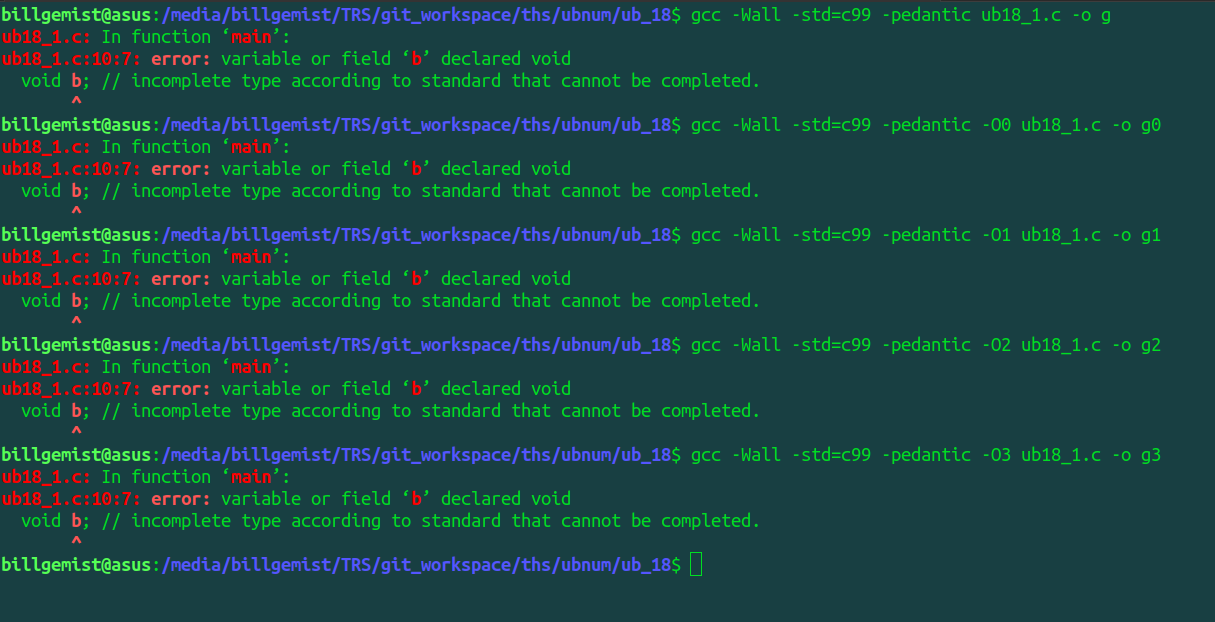 billgemist@asus:/media/billgemist/TRS/git_workspace/ths/ubnum/ub_18$ gcc -Wall -std=c99 -pedantic ub18_1.c -o g
ub18_1.c: In function ‘main’:
ub18_1.c:10:7: error: variable or field ‘b’ declared void
  void b; // incomplete type according to standard that cannot be completed.
       ^
billgemist@asus:/media/billgemist/TRS/git_workspace/ths/ubnum/ub_18$ gcc -Wall -std=c99 -pedantic -O0 ub18_1.c -o g0
ub18_1.c: In function ‘main’:
ub18_1.c:10:7: error: variable or field ‘b’ declared void
  void b; // incomplete type according to standard that cannot be completed.
       ^
billgemist@asus:/media/billgemist/TRS/git_workspace/ths/ubnum/ub_18$ gcc -Wall -std=c99 -pedantic -O1 ub18_1.c -o g1
ub18_1.c: In function ‘main’:
ub18_1.c:10:7: error: variable or field ‘b’ declared void
  void b; // incomplete type according to standard that cannot be completed.
       ^
billgemist@asus:/media/billgemist/TRS/git_workspace/ths/ubnum/ub_18$ gcc -Wall -std=c99 -pedantic -O2 ub18_1.c -o g2
ub18_1.c: In function ‘main’:
ub18_1.c:10:7: error: variable or field ‘b’ declared void
  void b; // incomplete type according to standard that cannot be completed.
       ^
billgemist@asus:/media/billgemist/TRS/git_workspace/ths/ubnum/ub_18$ gcc -Wall -std=c99 -pedantic -O3 ub18_1.c -o g3
ub18_1.c: In function ‘main’:
ub18_1.c:10:7: error: variable or field ‘b’ declared void
  void b; // incomplete type according to standard that cannot be completed.
       ^
billgemist@asus:/media/billgemist/TRS/git_workspace/ths/ubnum/ub_18$